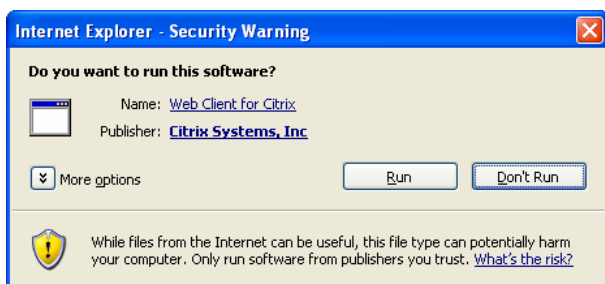 Internet Explorer - Security Warning
Do you want to run this software?
Name: Web Client for Citrix
Publisher: Citrix Systems, Inc
More options
Run
Don't Run
While files from the Internet can be useful, this file type can potentially harm
your computer. Only run software from publishers you trust. What's the risk?